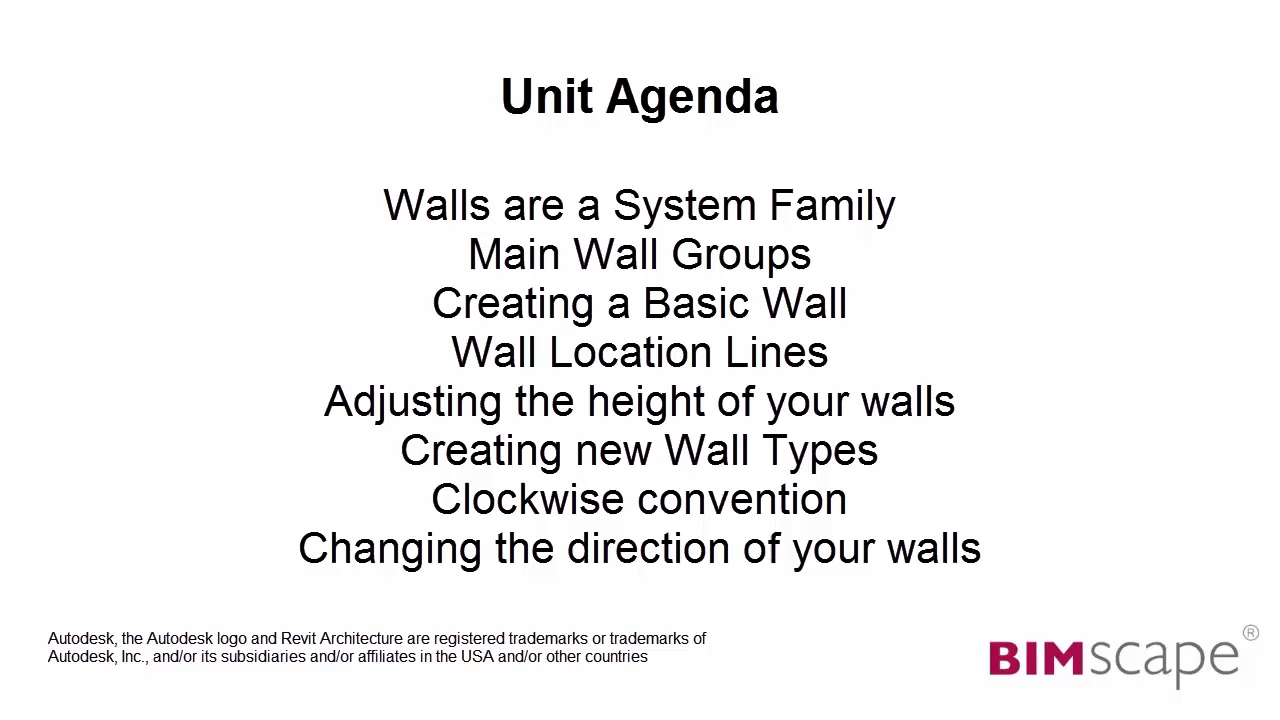 Unit Agenda
Walls are a System Family
Main Wall Groups
Creating a Basic Wall
Wall Location Lines
Adjusting the height of your walls
Creating new Wall Types
Clockwise convention
Changing the direction of your walls
Autodesk, the Autodesk logo and Revit Architecture are registered trademarks or trademarks of
Autodesk, Inc., and/or its subsidiaries and/or affiliates in the USA and/or other countries
BIMscape®